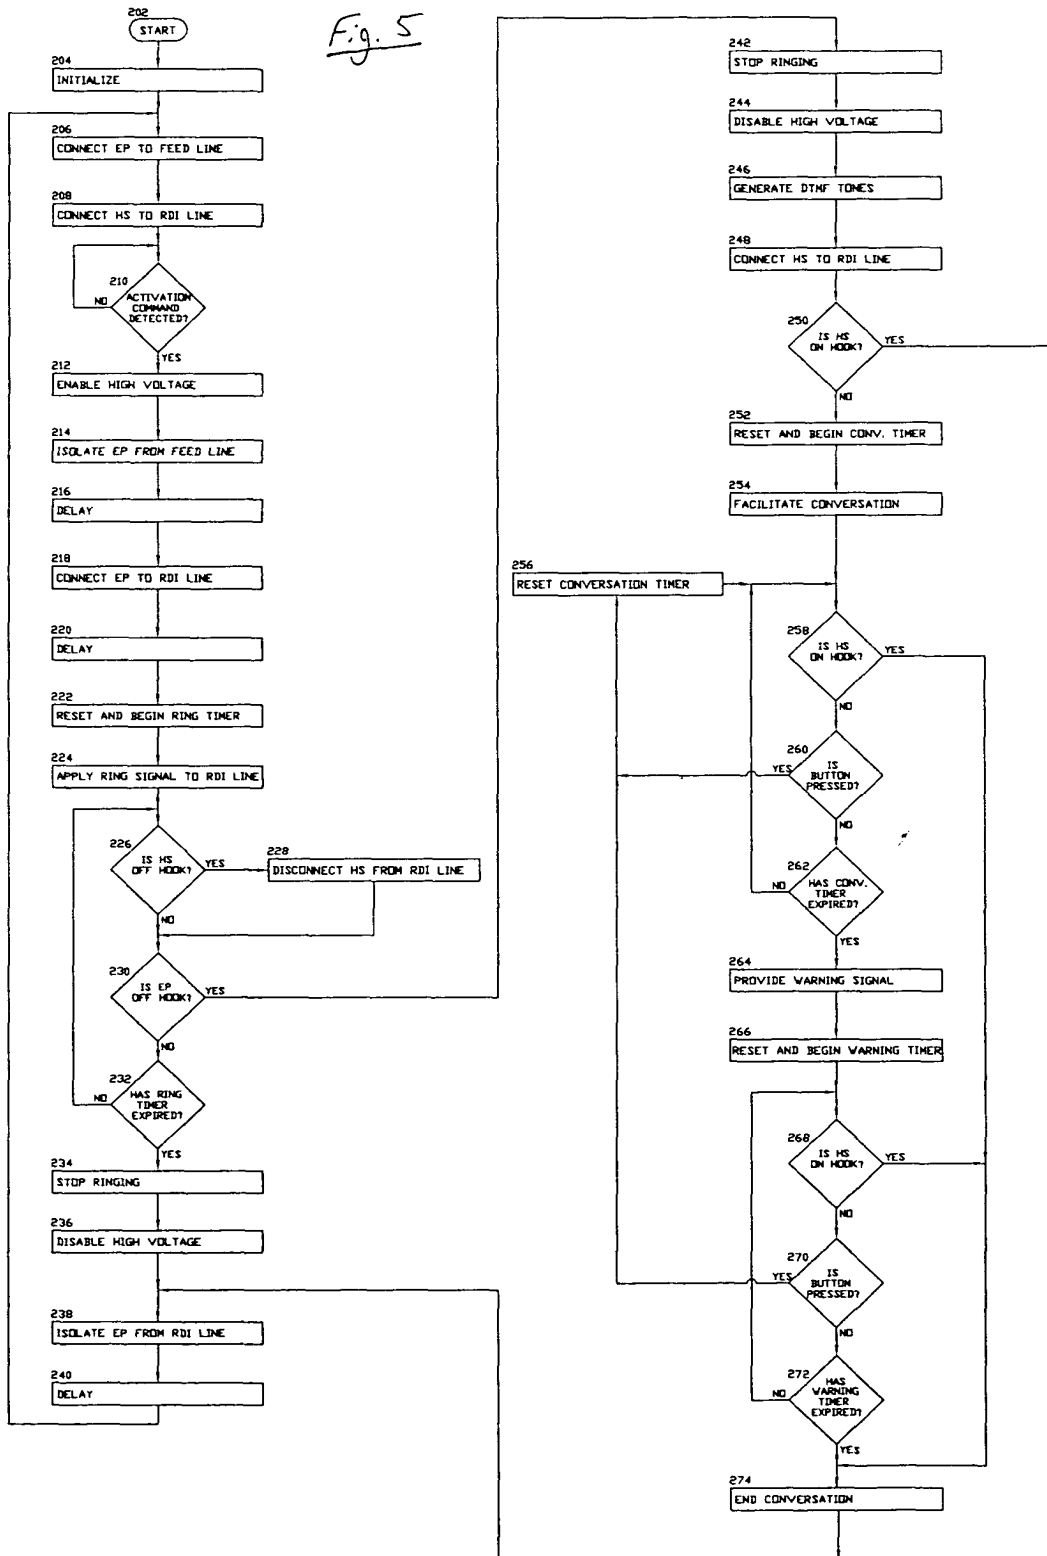 Fig. 5
202
START
204
INITIALIZE
206
CONNECT EP TO FEED LINE
208
CONNECT HS TO RDI LINE
210
ACTIVATION
COMMAND
DETECTED?
NO
YES
212
ENABLE HIGH VOLTAGE
214
ISOLATE EP FROM FEED LINE
216
DELAY
218
CONNECT EP TO RDI LINE
220
DELAY
222
RESET AND BEGIN RING TIMER
224
APPLY RING SIGNAL TO RDI LINE
226
IS HS
OFF HOOK?
YES
NO
228
DISCONNECT HS FROM RDI LINE
230
IS EP
OFF HOOK?
YES
NO
232
HAS RING
TIMER
EXPIRED?
NO
YES
234
STOP RINGING
236
DISABLE HIGH VOLTAGE
238
ISOLATE EP FROM RDI LINE
240
DELAY
242
STOP RINGING
244
DISABLE HIGH VOLTAGE
246
GENERATE DTMF TONES
248
CONNECT HS TO RDI LINE
250
IS HS
ON HOOK?
YES
NO
252
RESET AND BEGIN CONV. TIMER
254
FACILITATE CONVERSATION
256
RESET CONVERSATION TIMER
258
IS HS
ON HOOK?
YES
NO
260
IS
BUTTON
PRESSED?
YES
NO
262
HAS CONV.
TIMER
EXPIRED?
NO
YES
264
PROVIDE WARNING SIGNAL
266
RESET AND BEGIN WARNING TIMER
268
IS HS
ON HOOK?
YES
NO
270
IS
BUTTON
PRESSED?
YES
NO
272
HAS
WARNING
TIMER
EXPIRED?
NO
YES
274
END CONVERSATION